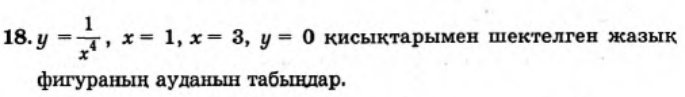 18. y = 1/x⁴, x = 1, x = 3, y = 0 қисықтарымен шектелген жазық
фигураның ауданын табыңдар.